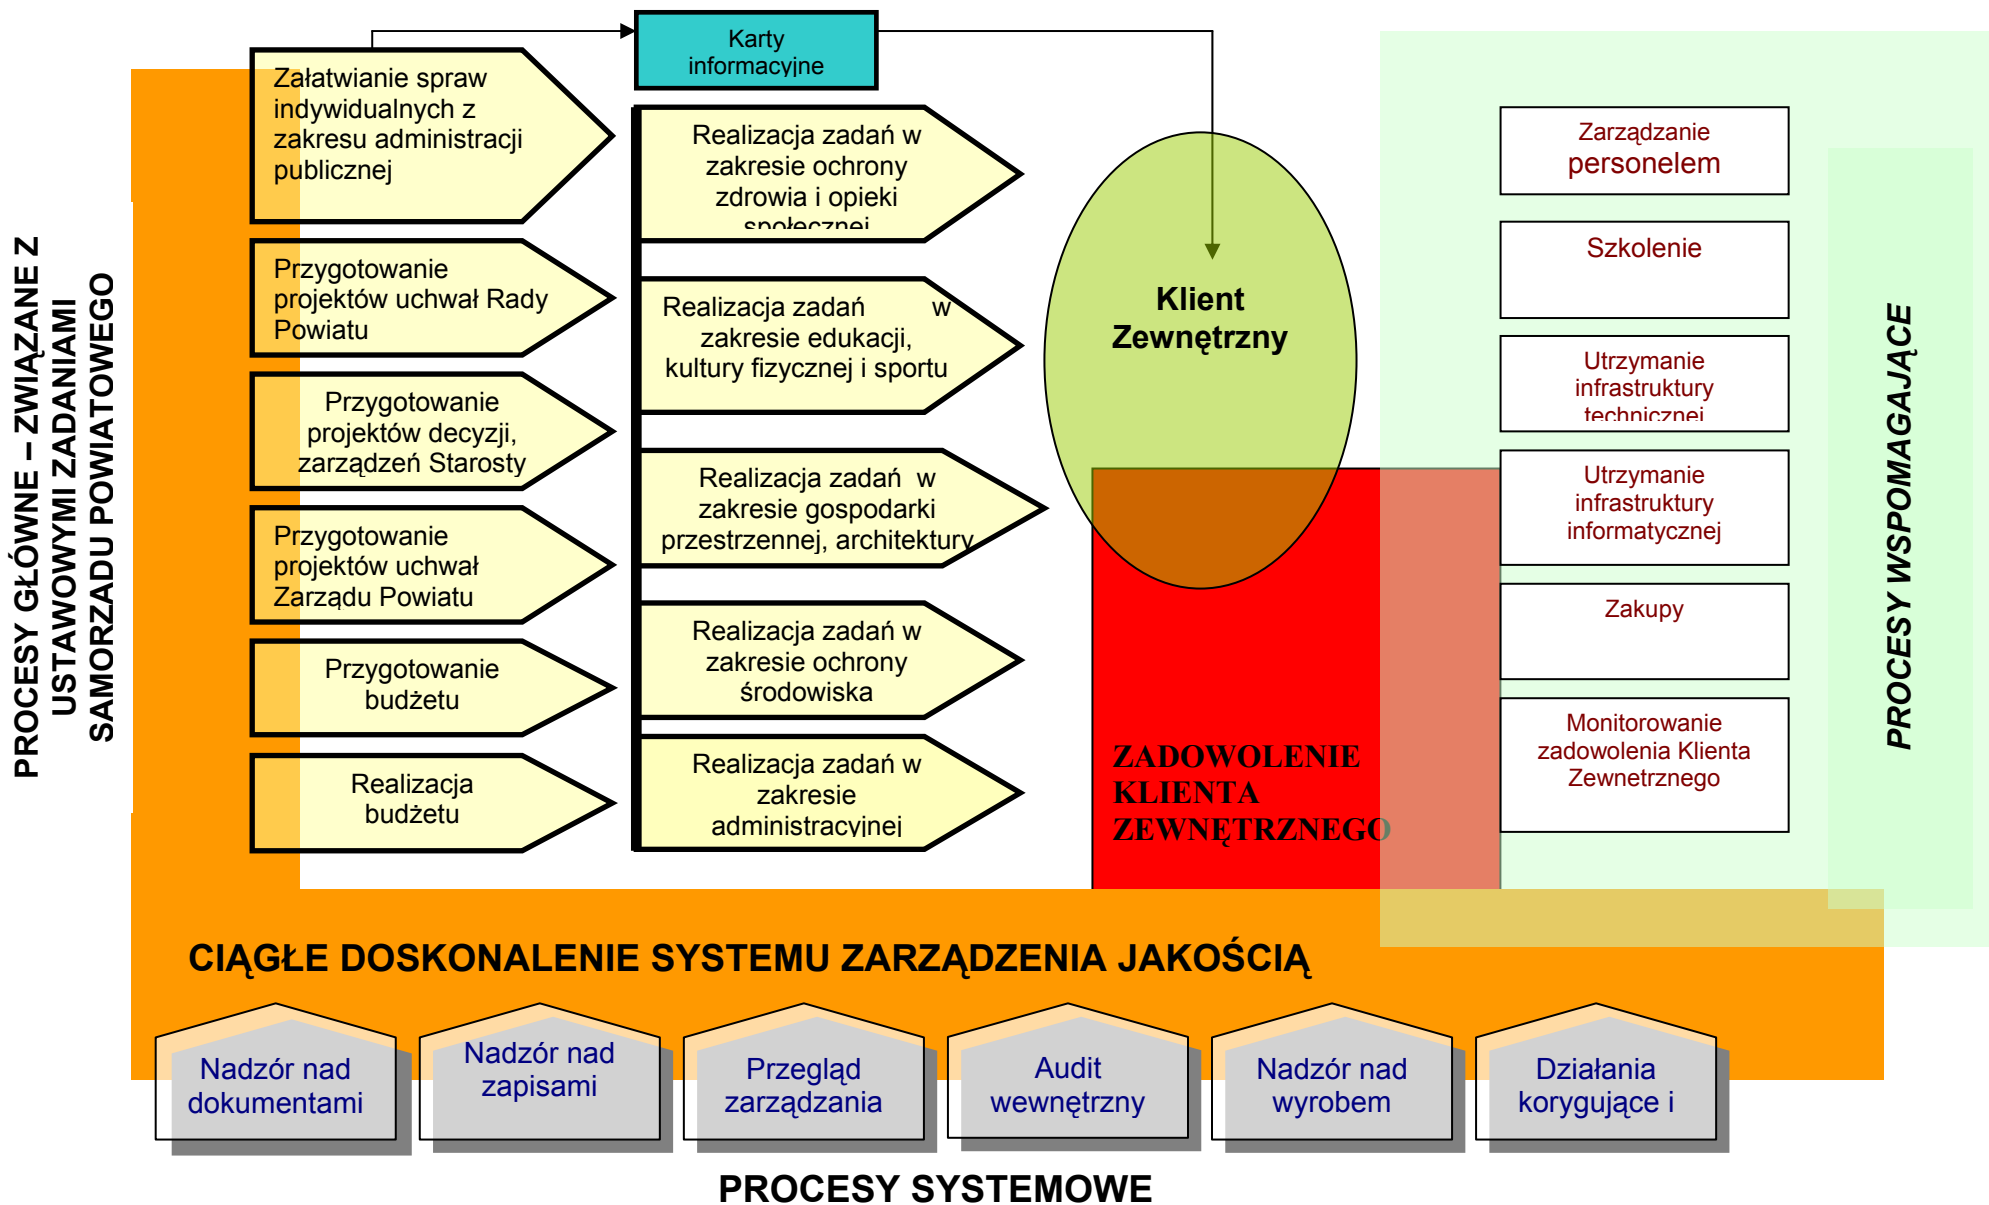 PROCESY GŁÓWNE – ZWIĄZANE Z
USTAWOWYMI ZADANIAMI
SAMORZADU POWIATOWEGO
Załatwianie spraw
indywidualnych z
zakresu administracji
publicznej
Przygotowanie
projektów uchwał Rady
Powiatu
Przygotowanie
projektów decyzji,
zarządzeń Starosty
Przygotowanie
projektów uchwał
Zarządu Powiatu
Przygotowanie
budżetu
Realizacja
budżetu
Karty
informacyjne
Realizacja zadań w
zakresie ochrony
zdrowia i opieki
społecznej
Realizacja zadań w
zakresie edukacji,
kultury fizycznej i sportu
Realizacja zadań w
zakresie gospodarki
przestrzennej, architektury
Realizacja zadań w
zakresie ochrony
środowiska
Realizacja zadań w
zakresie
administracyjnej
Klient
Zewnętrzny
ZADOWOLENIE
KLIENTA
ZEWNĘTRZNEGO
Zarządzanie
personelem
Szkolenie
Utrzymanie
infrastruktury
technicznej
Utrzymanie
infrastruktury
informatycznej
Zakupy
Monitorowanie
zadowolenia Klienta
Zewnetrznego
PROCESY WSPOMAGAJĄCE
CIĄGŁE DOSKONALENIE SYSTEMU ZARZĄDZENIA JAKOŚCIĄ
Nadzór nad
dokumentami
Nadzór nad
zapisami
Przegląd
zarządzania
Audit
wewnętrzny
Nadzór nad
wyrobem
Działania
korygujące i
PROCESY SYSTEMOWE